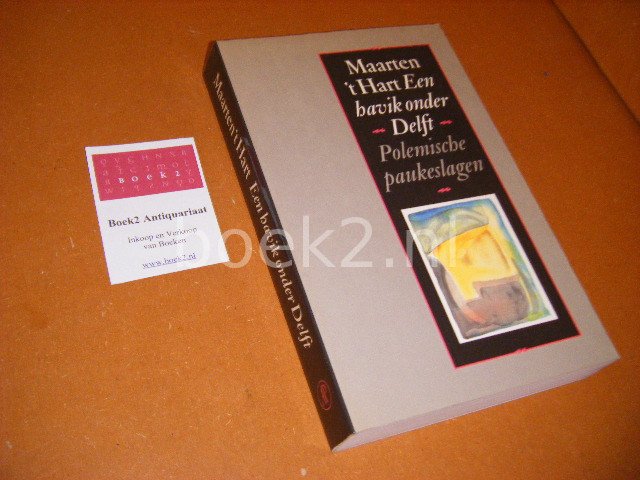 Maarten
't Hart Een
havik onder
Delft
Polemische
paukeslagen
Maarten 't Hart Een havik onder Delft
B o e k 2
Boek2 Antiquariaat
Inkoop en Verkoop
van Boeken
www.boek2.nl
boek2.nl